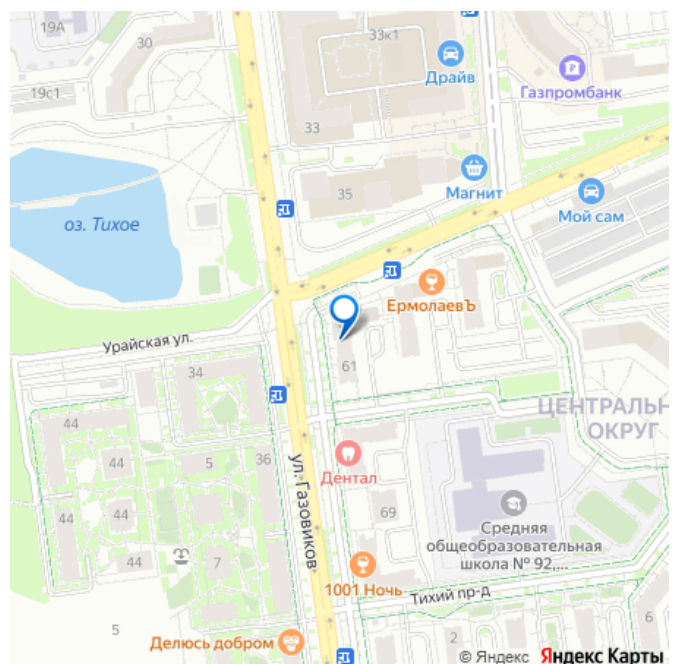 19А
30
33к1
Драйв
Газпромбанк
19с1
33
35
Магнит
Мой сам
оз. Тихое
ЕрмолаевЪ
Урайская ул.
61
34
ЦЕНТРАЛЬН
ОКРУГ
44
44
5
36
Дентал
ул. Газовиков
44
69
Средняя
общеобразовательная
школа № 92,...
44
7
1001 Ночь
Тихий пр-д
5
Делюсь добром
2
6
© Яндекс Яндекс Карты